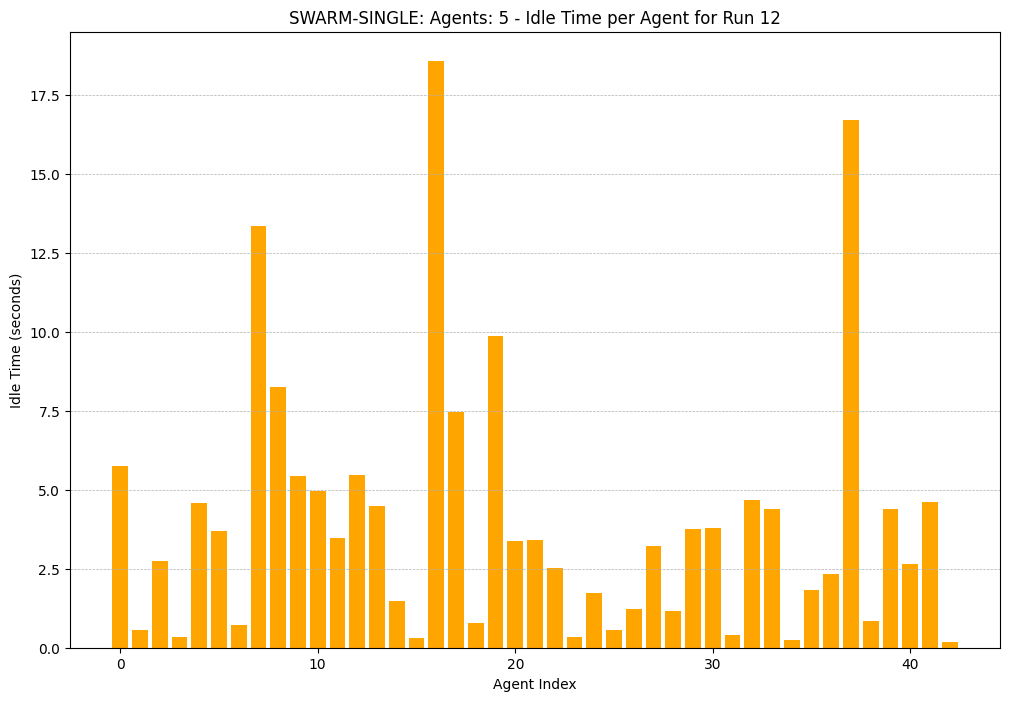 SWARM-SINGLE: Agents: 5 - Idle Time per Agent for Run 12
17.5
15.0
12.5
10.0
7.5
5.0
2.5
0.0
Idle Time (seconds)
0 10 20 30 40
Agent Index